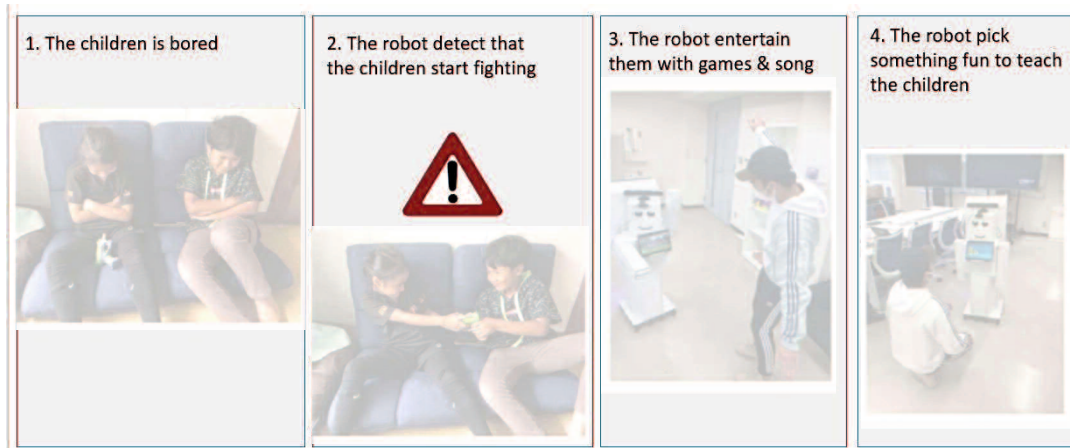 1. The children is bored
2. The robot detect that
the children start fighting
3. The robot entertain
them with games & song
4. The robot pick
something fun to teach
the children